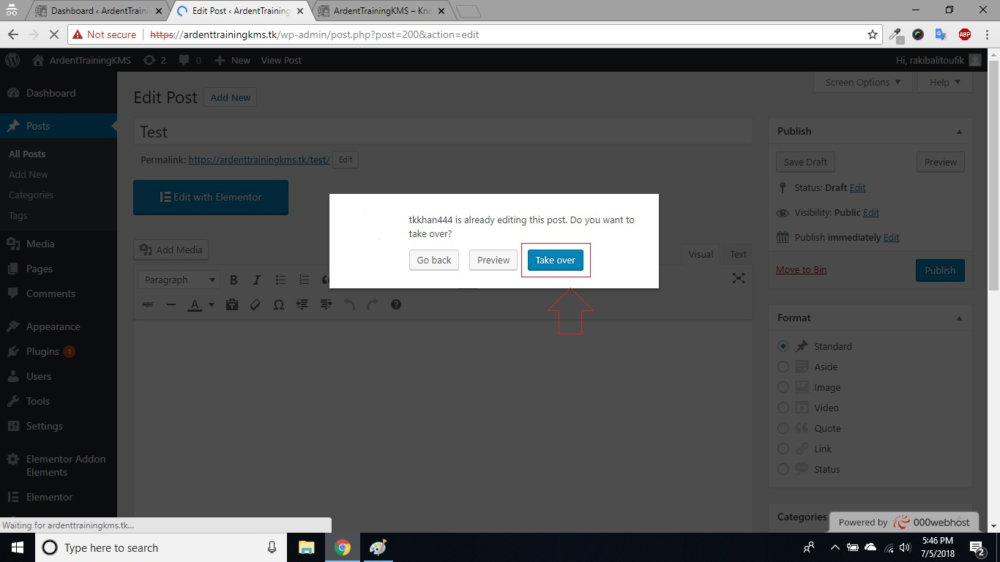 Dashboard ‹ ArdentTrain
Edit Post ‹ ArdentTraining
ArdentTrainingKMS – Kno
Not secure
https://ardenttrainingkms.tk/wp-admin/post.php?post=200&action=edit
ABP
ArdentTrainingKMS
2
0
New
View Post
Hi, rakibalitoufik
Dashboard
Posts
All Posts
Add New
Categories
Tags
Media
Pages
Comments
Appearance
Plugins 1
Users
Tools
Settings
Elementor Addon
Elements
Elementor
Edit Post
Add New
Screen Options
Help
Test
Permalink: https://ardenttrainingkms.tk/test/
Edit
Edit with Elementor
Add Media
Visual
Text
Paragraph
B
I
ABC
A
Ω
tkkhan444 is already editing this post. Do you want to
take over?
Go back
Preview
Take over
Publish
Save Draft
Preview
Status: Draft Edit
Visibility: Public Edit
Publish immediately Edit
Move to Bin
Publish
Format
Standard
Aside
Image
Video
Quote
Link
Status
Categories
Powered by 000webhost
Waiting for ardenttrainingkms.tk...
Type here to search
5:46 PM
7/5/2018
2